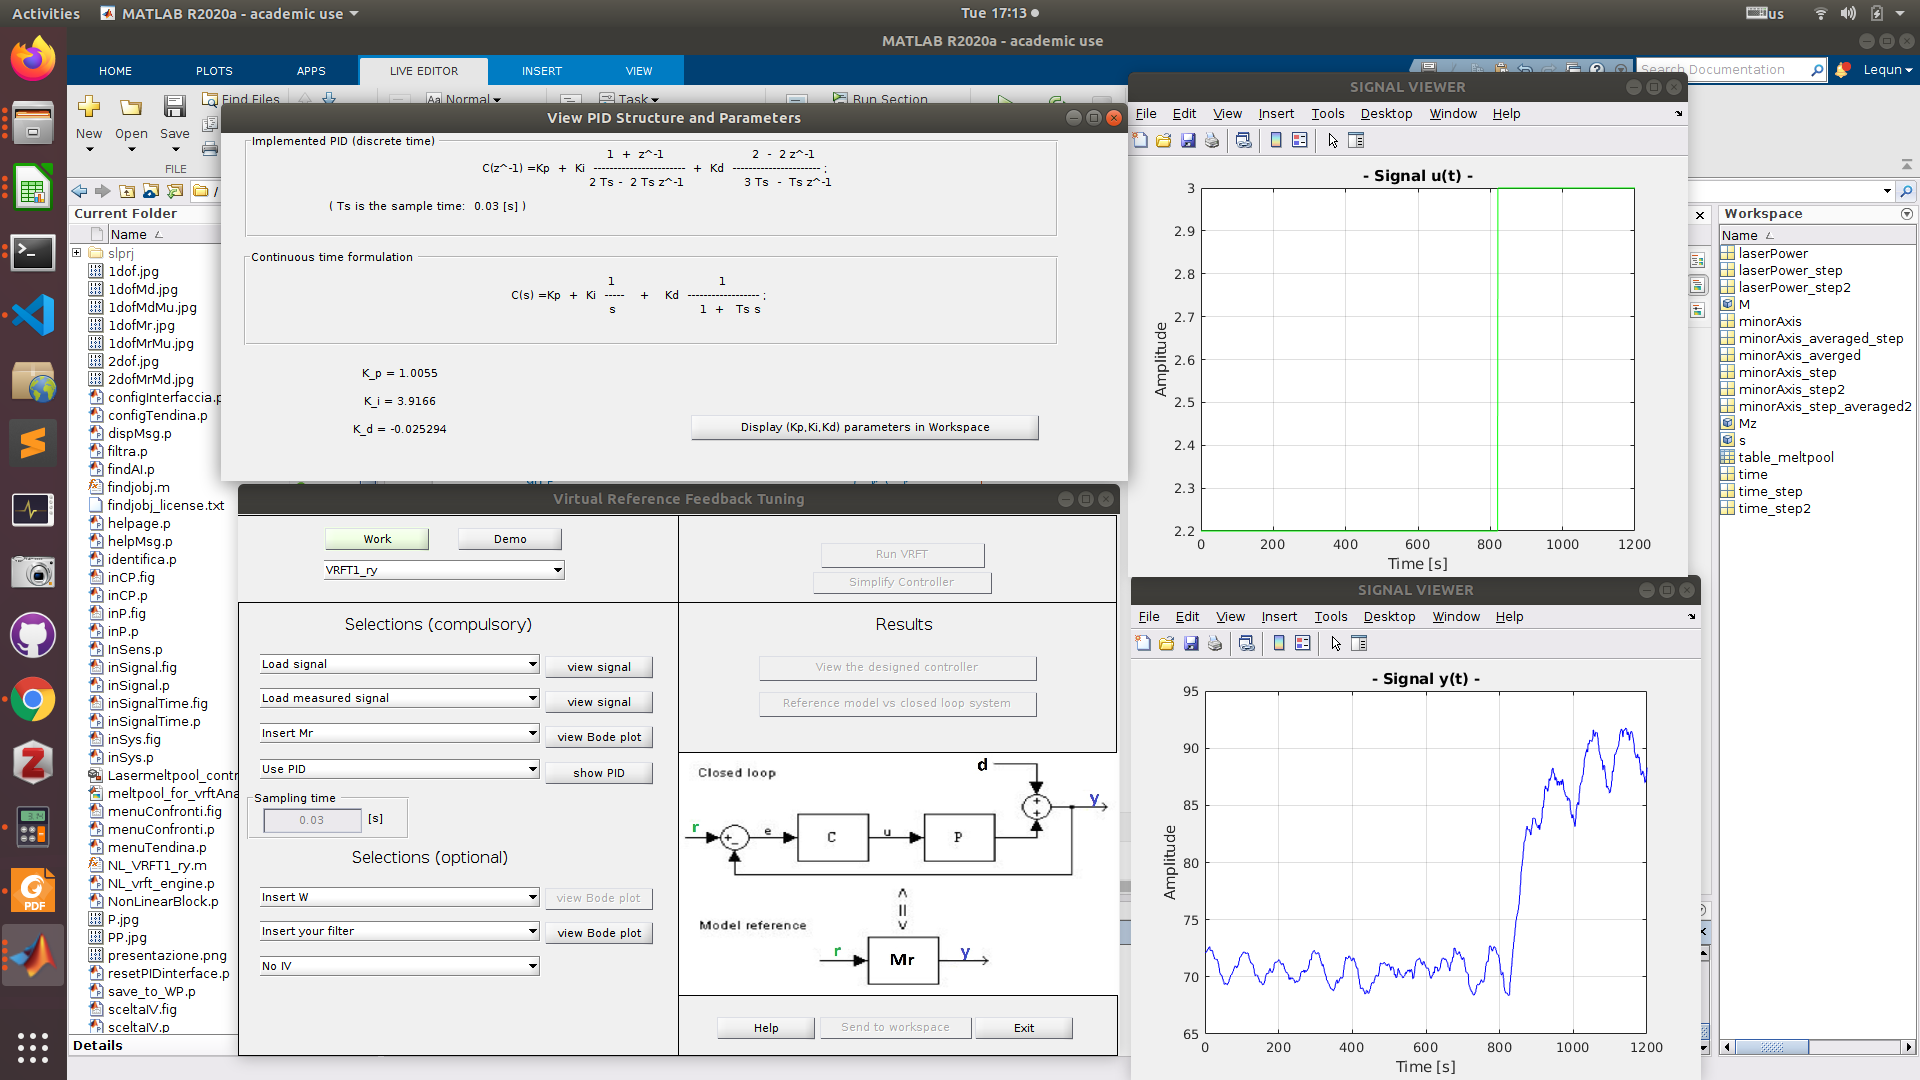 Activities
MATLAB R2020a - academic use
Tue 17:13
us
MATLAB R2020a - academic use
HOME
PLOTS
APPS
LIVE EDITOR
INSERT
VIEW
Search Documentation
Lequn
New
Open
Save
Find Files
Normal
Task
Run Section
FILE
/
Current Folder
Name
slprj
1dof.jpg
1dofMd.jpg
1dofMdMu.jpg
1dofMr.jpg
1dofMrMu.jpg
2dof.jpg
2dofMrMd.jpg
configInterfaccia.p
configTendina.p
dispMsg.p
filtra.p
findAI.p
findjobj.m
findjobj_license.txt
helpage.p
helpMsg.p
identifica.p
inCP.fig
inCP.p
inP.fig
inP.p
InSens.p
inSignal.fig
inSignal.p
inSignalTime.fig
inSignalTime.p
inSys.fig
inSys.p
Lasermeltpool_contr
meltpool_for_vrftAna
menuConfronti.fig
menuConfronti.p
menuTendina.p
NL_VRFT1_ry.m
NL_vrft_engine.p
NonLinearBlock.p
P.jpg
PP.jpg
presentazione.png
resetPIDinterface.p
save_to_WP.p
sceltaIV.fig
sceltaIV.p
Details
View PID Structure and Parameters
Implemented PID (discrete time)
1 + z^-1 2 - 2 z^-1
C(z^-1) =Kp + Ki ----------------------- + Kd ---------------------- ;
2 Ts - 2 Ts z^-1 3 Ts - Ts z^-1
( Ts is the sample time: 0.03 [s] )
Continuous time formulation
1 1
C(s) =Kp + Ki ----- + Kd ------------------ ;
s 1 + Ts s
K_p = 1.0055
K_i = 3.9166
K_d = -0.025294
Display (Kp,Ki,Kd) parameters in Workspace
Virtual Reference Feedback Tuning
Work
Demo
VRFT1_ry
Run VRFT
Simplify Controller
Selections (compulsory)
Load signal
view signal
Load measured signal
view signal
Insert Mr
view Bode plot
Use PID
show PID
Sampling time
0.03
[s]
Selections (optional)
Insert W
view Bode plot
Insert your filter
view Bode plot
No IV
Results
View the designed controller
Reference model vs closed loop system
Closed loop
d
y
r
+
-
e
C
u
P
+
+
Model reference
r
Mr
y
Help
Send to workspace
Exit
SIGNAL VIEWER
File Edit View Insert Tools Desktop Window Help
- Signal u(t) -
Amplitude
3
2.9
2.8
2.7
2.6
2.5
2.4
2.3
2.2
0 200 400 600 800 1000 1200
Time [s]
SIGNAL VIEWER
File Edit View Insert Tools Desktop Window Help
- Signal y(t) -
Amplitude
95
90
85
80
75
70
65
0 200 400 600 800 1000 1200
Time [s]
Workspace
Name
laserPower
laserPower_step
laserPower_step2
M
minorAxis
minorAxis_averaged_step
minorAxis_averged
minorAxis_step
minorAxis_step2
minorAxis_step_averaged2
Mz
s
table_meltpool
time
time_step
time_step2
PDF